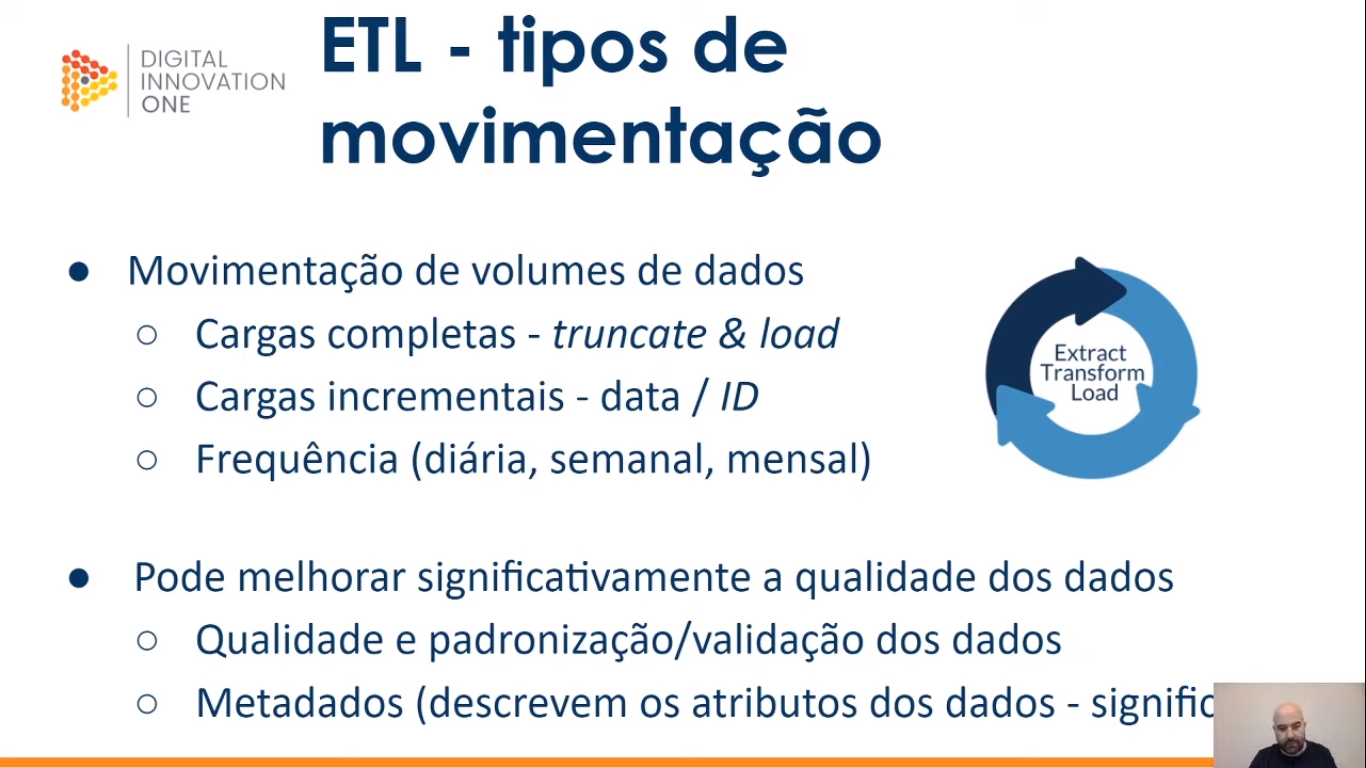 DIGITAL
INNOVATION
ONE
ETL - tipos de
movimentação
● Movimentação de volumes de dados
○ Cargas completas - truncate & load
○ Cargas incrementais - data / ID
○ Frequência (diária, semanal, mensal)
Extract
Transform
Load
● Pode melhorar significativamente a qualidade dos dados
○ Qualidade e padronização/validação dos dados
○ Metadados (descrevem os atributos dos dados -